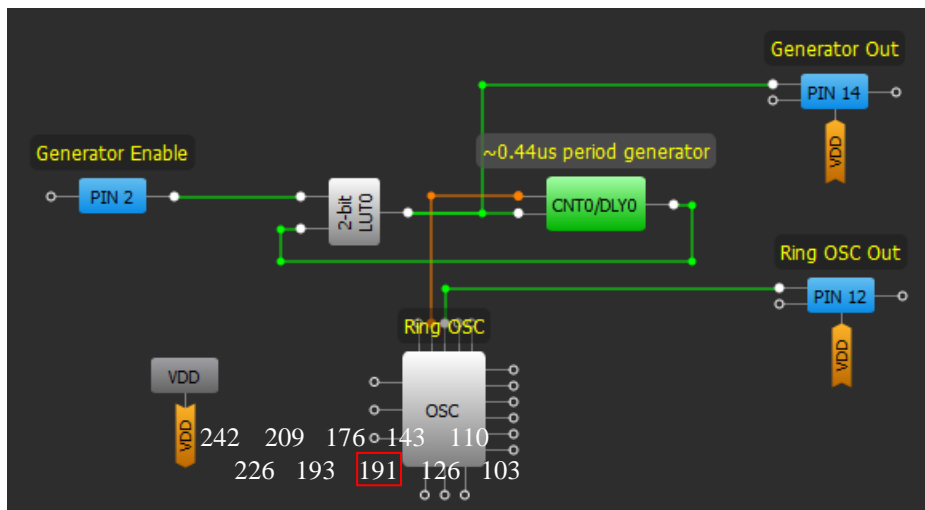 Generator Out
PIN 14
VDD
Generator Enable
PIN 2
2-bit LUT0
~0.44us period generator
CNT0/DLY0
Ring OSC Out
PIN 12
VDD
Ring OSC
OSC
VDD
VDD
242 209 176 143 110
226 193 191 126 103